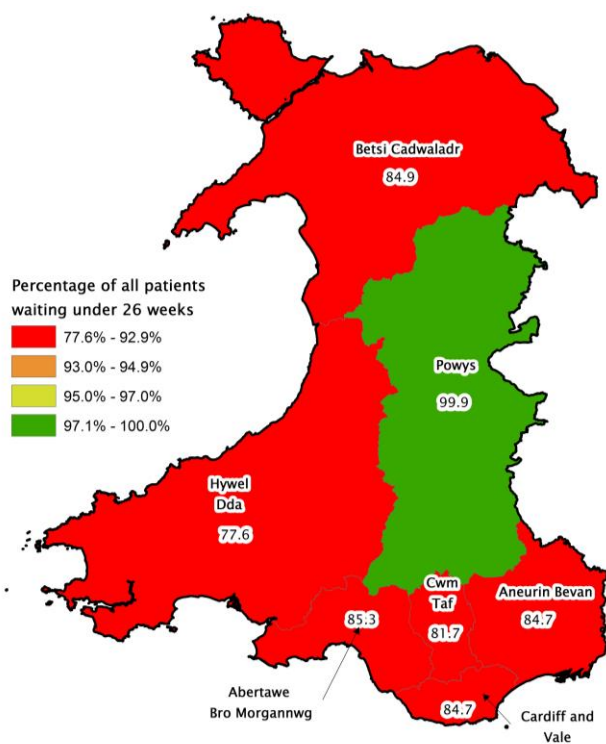 Betsi Cadwaladr
84.9
Percentage of all patients
waiting under 26 weeks
77.6% - 92.9%
93.0% - 94.9%
95.0% - 97.0%
97.1% - 100.0%
Powys
99.9
Hywel
Dda
77.6
Cwm
Taf
81.7
Aneurin Bevan
84.7
85.3
Abertawe
Bro Morgannwg
84.7
Cardiff and
Vale